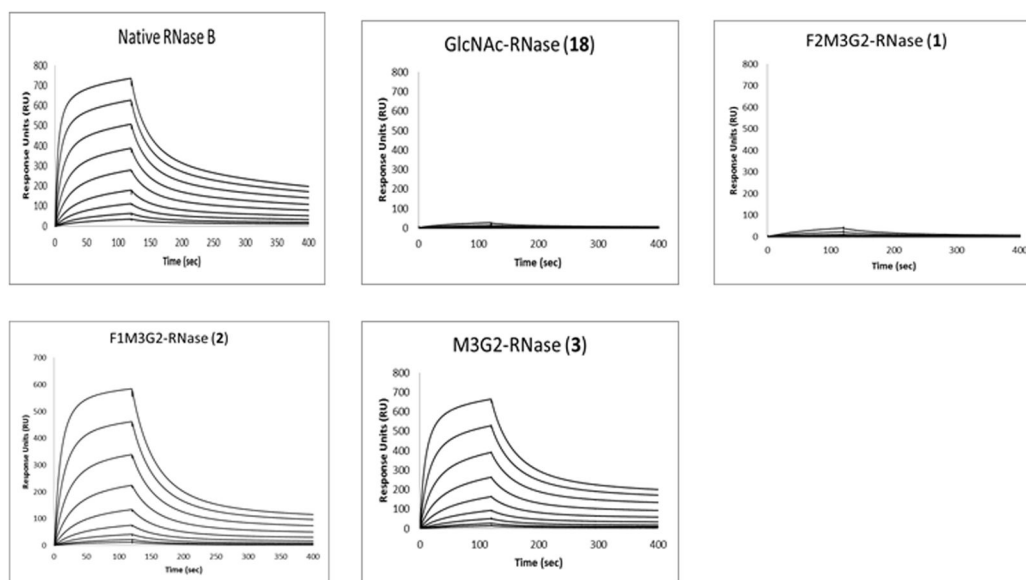 Native RNase B
Response Units (RU)
800
700
600
500
400
300
200
100
0
0 50 100 150 200 250 300 350 400
Time (sec)
GlcNAc-RNase (18)
Response Units (RU)
800
700
600
500
400
300
200
100
0
0 100 200 300 400
Time (sec)
F2M3G2-RNase (1)
Response Units (RU)
800
700
600
500
400
300
200
100
0
0 100 200 300 400
Time (sec)
F1M3G2-RNase (2)
Response Units (RU)
700
600
500
400
300
200
100
0
0 50 100 150 200 250 300 350 400
Time (sec)
M3G2-RNase (3)
Response Units (RU)
800
700
600
500
400
300
200
100
0
0 100 200 300 400
Time (sec)